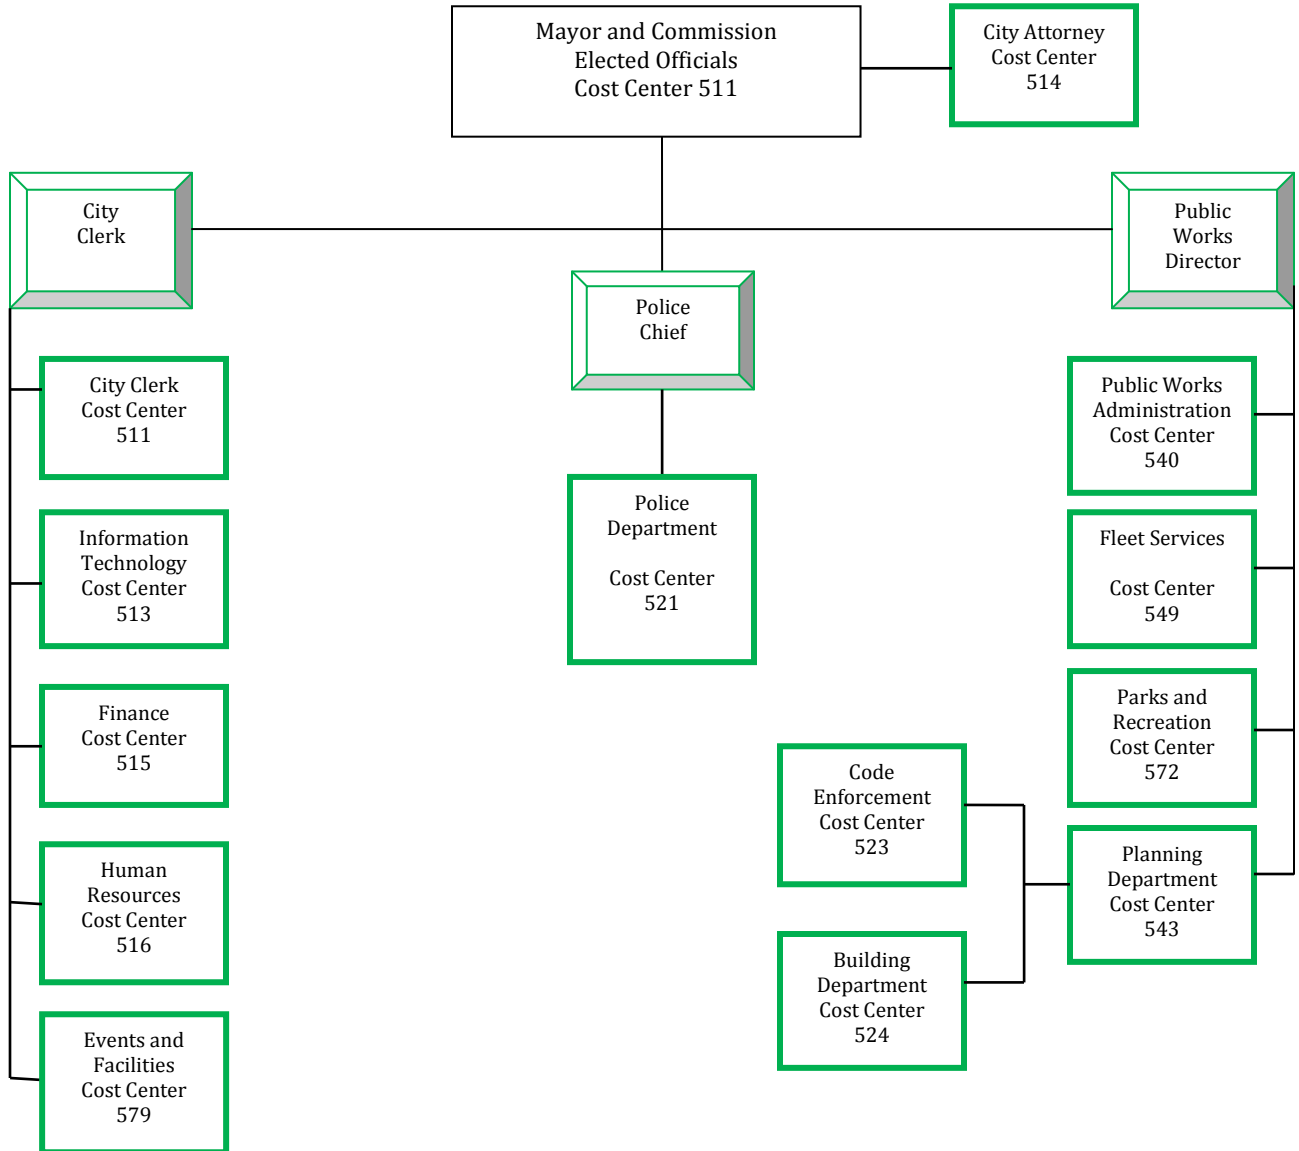 Mayor and Commission
Elected Officials
Cost Center 511
City Attorney
Cost Center
514
City
Clerk
Public
Works
Director
Police
Chief
City Clerk
Cost Center
511
Public Works
Administration
Cost Center
540
Police
Department
Cost Center
521
Information
Technology
Cost Center
513
Fleet Services
Cost Center
549
Finance
Cost Center
515
Parks and
Recreation
Cost Center
572
Code
Enforcement
Cost Center
523
Human
Resources
Cost Center
516
Planning
Department
Cost Center
543
Building
Department
Cost Center
524
Events and
Facilities
Cost Center
579